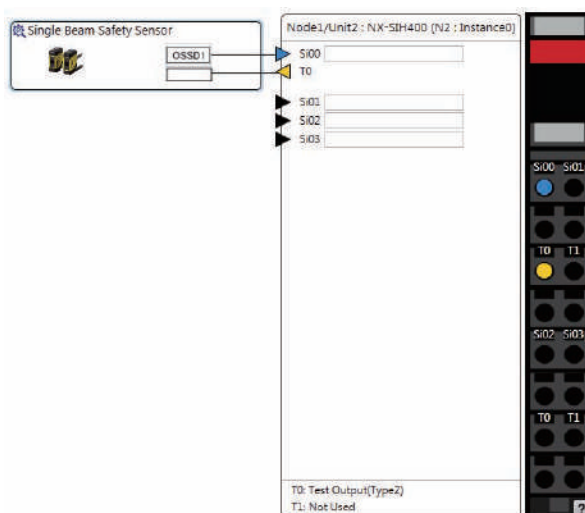 Single Beam Safety Sensor
OSSD1
Node1/Unit2 : NX-SIH400 (N2 : Instance0)
Si00
T0
Si01
Si02
Si03
T0: Test Output(Type2)
T1: Not Used
Si00 Si01
T0 T1
Si02 Si03
T0 T1
?